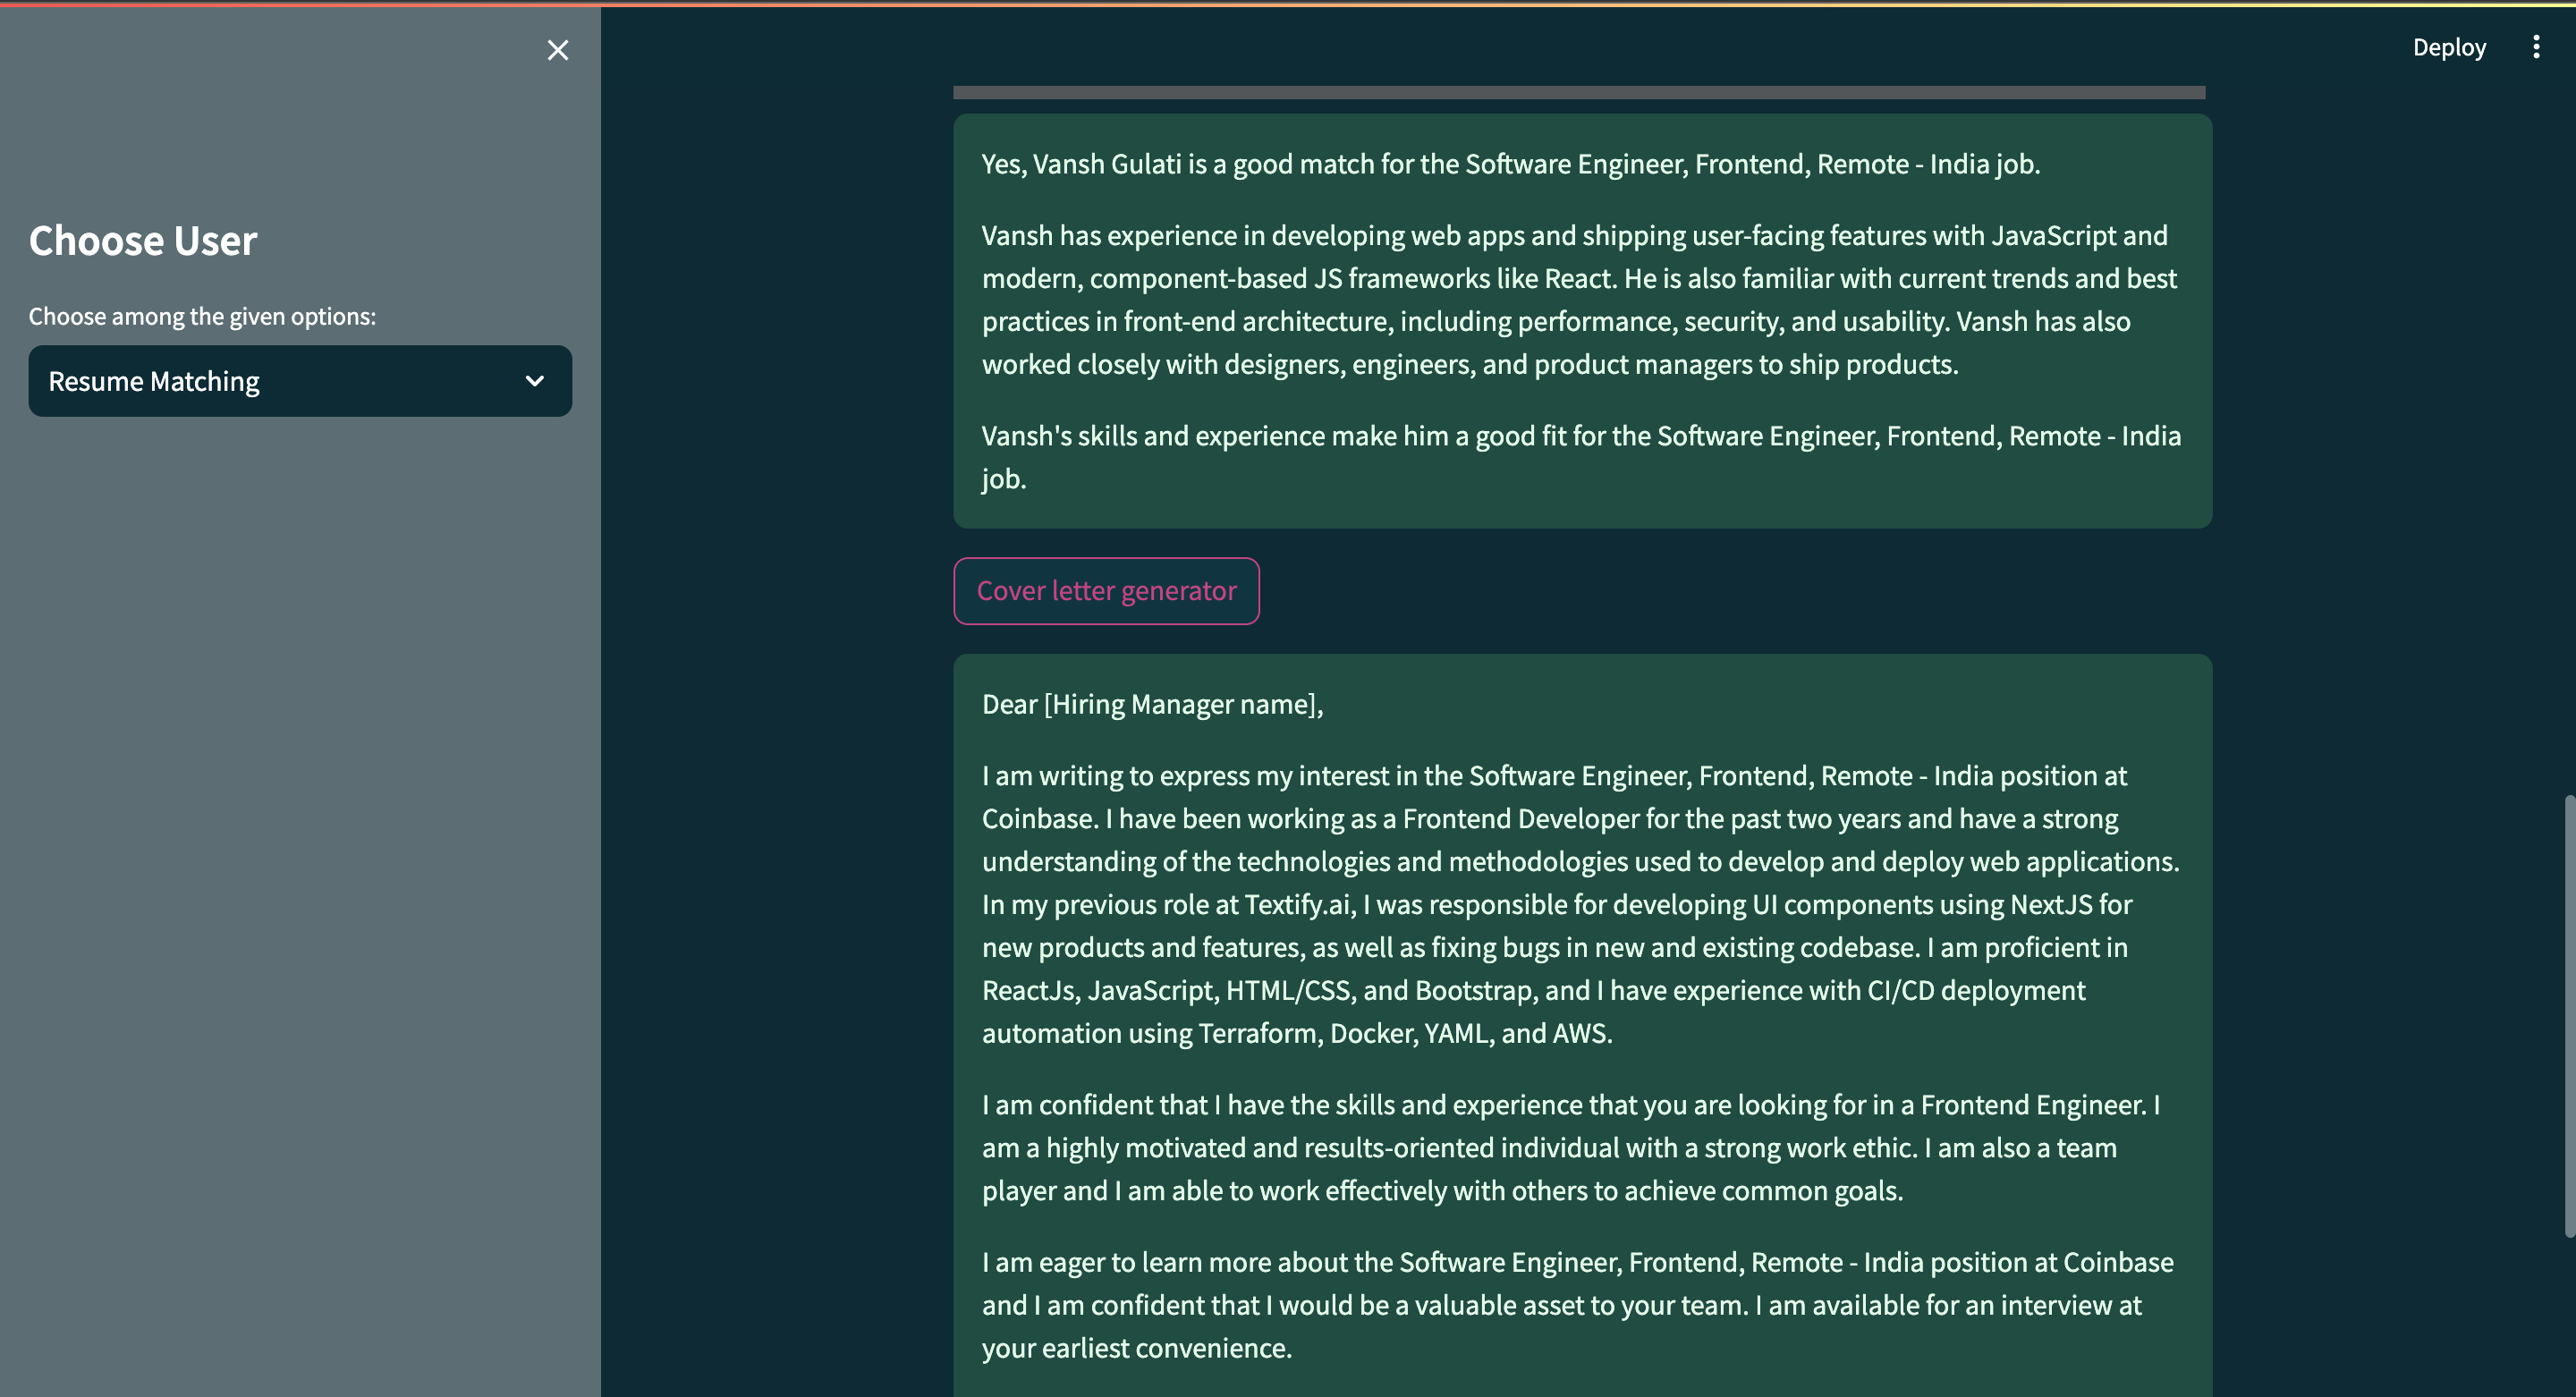 Deploy
Choose User
Choose among the given options:
Resume Matching
Yes, Vansh Gulati is a good match for the Software Engineer, Frontend, Remote - India job.
Vansh has experience in developing web apps and shipping user-facing features with JavaScript and
modern, component-based JS frameworks like React. He is also familiar with current trends and best
practices in front-end architecture, including performance, security, and usability. Vansh has also
worked closely with designers, engineers, and product managers to ship products.
Vansh's skills and experience make him a good fit for the Software Engineer, Frontend, Remote - India
job.
Cover letter generator
Dear [Hiring Manager name],
I am writing to express my interest in the Software Engineer, Frontend, Remote - India position at
Coinbase. I have been working as a Frontend Developer for the past two years and have a strong
understanding of the technologies and methodologies used to develop and deploy web applications.
In my previous role at Textify.ai, I was responsible for developing UI components using NextJS for
new products and features, as well as fixing bugs in new and existing codebase. I am proficient in
ReactJs, JavaScript, HTML/CSS, and Bootstrap, and I have experience with CI/CD deployment
automation using Terraform, Docker, YAML, and AWS.
I am confident that I have the skills and experience that you are looking for in a Frontend Engineer. I
am a highly motivated and results-oriented individual with a strong work ethic. I am also a team
player and I am able to work effectively with others to achieve common goals.
I am eager to learn more about the Software Engineer, Frontend, Remote - India position at Coinbase
and I am confident that I would be a valuable asset to your team. I am available for an interview at
your earliest convenience.